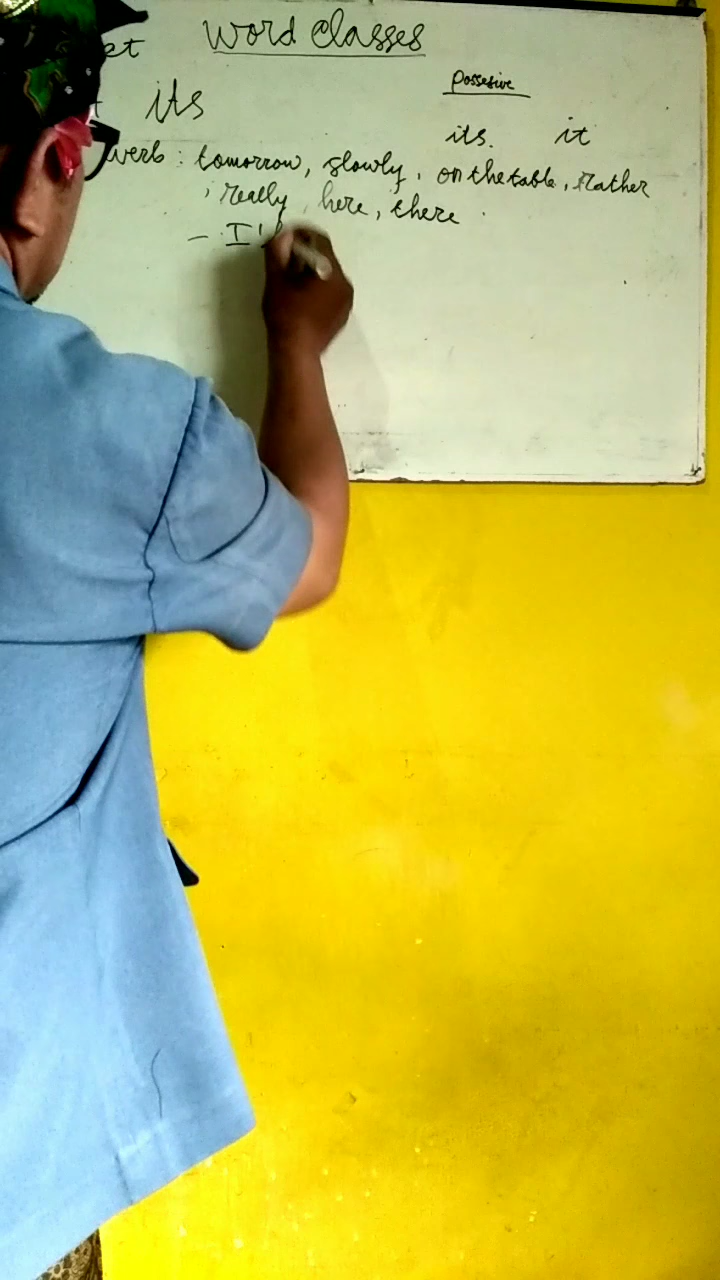 Word classes
Possesive
its
its. it
verb : tomorrow, slowly, on the table, rather
, really, here, there
- I'